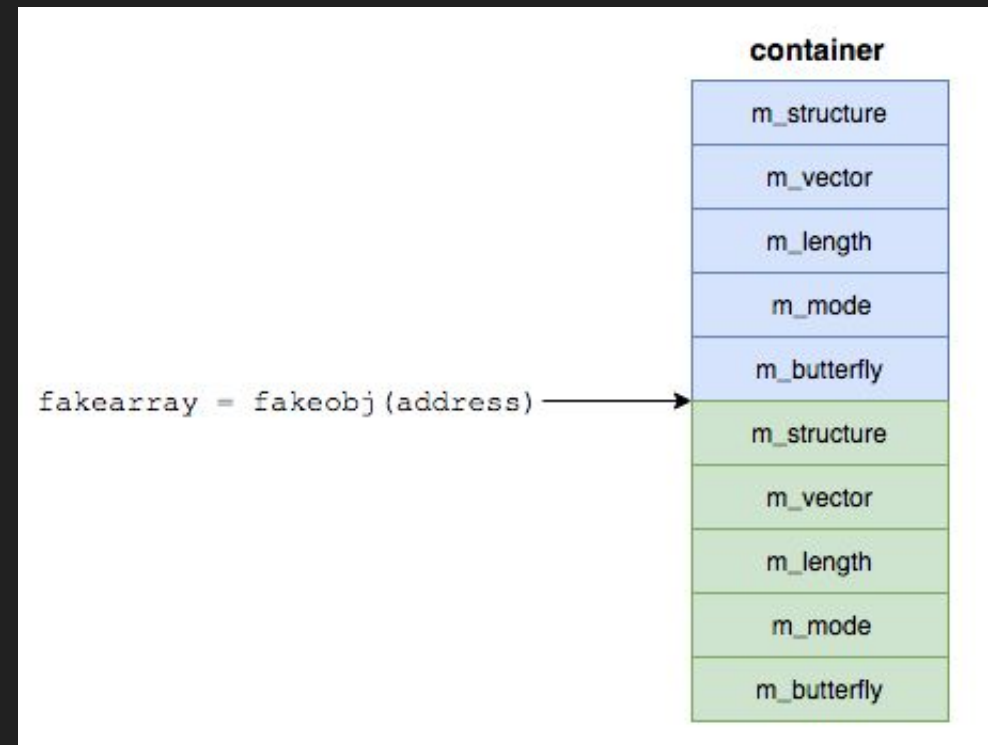 container
m_structure
m_vector
m_length
m_mode
m_butterfly
fakearray = fakeobj(address)
m_structure
m_vector
m_length
m_mode
m_butterfly